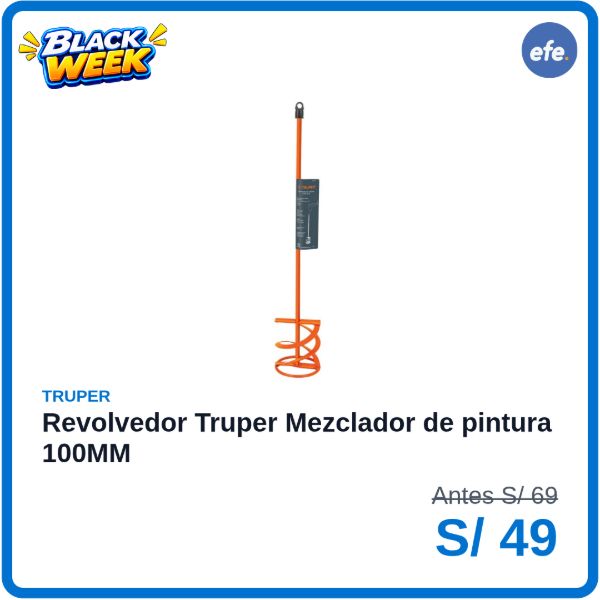 BLACK
WEEK
efe.
TRUPER
Revolvedor Truper Mezclador de pintura
100MM
Antes S/ 69
S/ 49